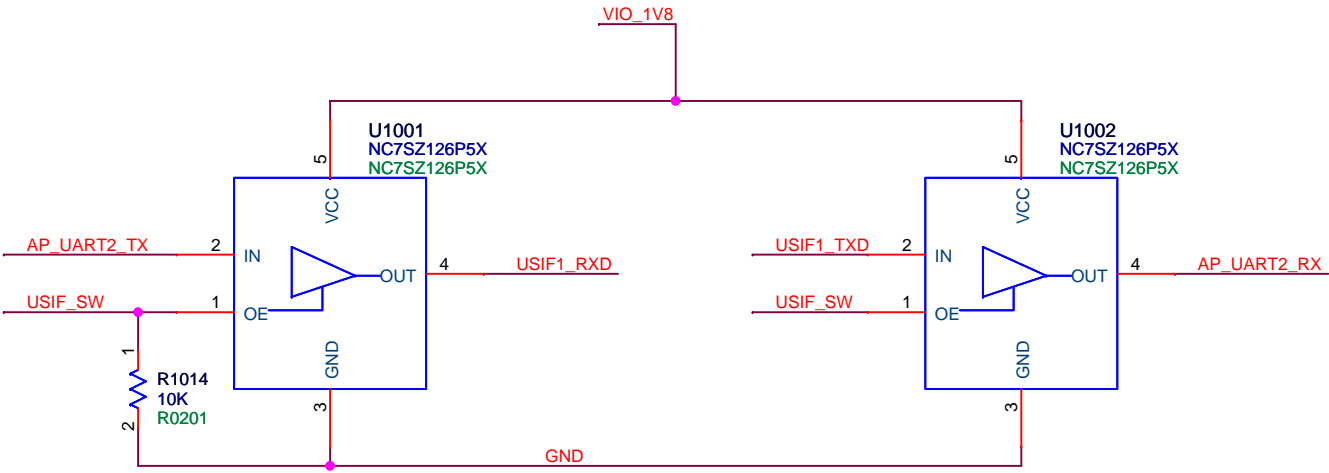 VIO_1V8
U1001
NC7SZ126P5X
NC7SZ126P5X
5
VCC
AP_UART2_TX
2
IN
OUT
4
USIF1_RXD
USIF_SW
1
OE
GND
3
1
R1014
10K
R0201
2
U1002
NC7SZ126P5X
NC7SZ126P5X
5
VCC
USIF1_TXD
2
IN
OUT
4
AP_UART2_RX
USIF_SW
1
OE
GND
3
GND